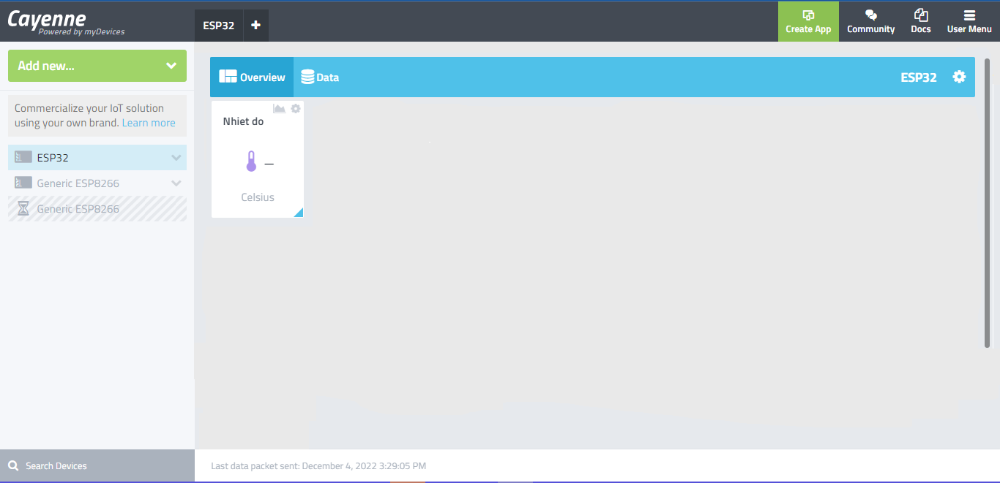 Cayenne
Powered by myDevices
ESP32
Create App
Community
Docs
User Menu
Add new...
Commercialize your IoT solution
using your own brand. Learn more
ESP32
Generic ESP8266
Generic ESP8266
Search Devices
Overview
Data
ESP32
Nhiet do
—
Celsius
Last data packet sent: December 4, 2022 3:29:05 PM